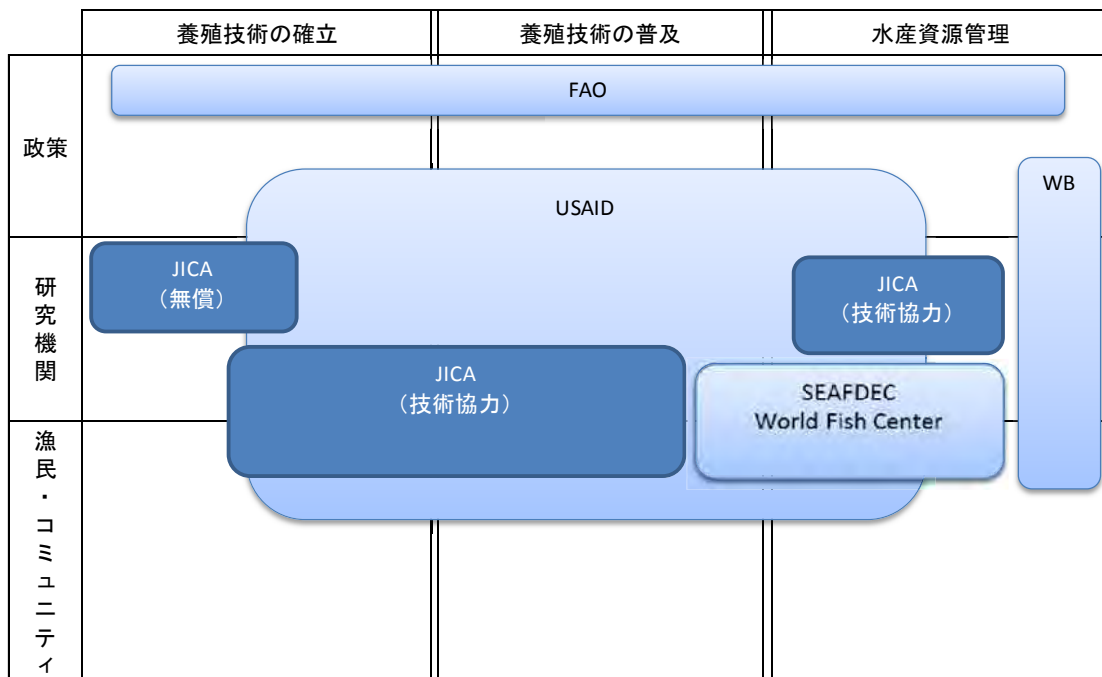 養殖技術の確立
養殖技術の普及
水産資源管理
政策
FAO
WB
USAID
研究機関
JICA
（無償）
JICA
（技術協力）
JICA
（技術協力）
SEAFDEC
World Fish Center
漁民・コミュニティ